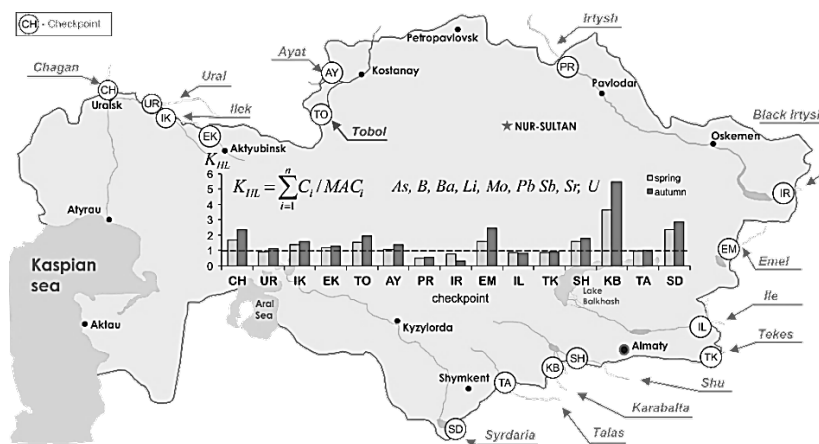 CH - Checkpoint
Irtysh
Petropavlovsk
Ayat
PR
Chagan
AY
Kostanay
Pavlodar
CH
Ural
Uralsk
UR
TO
Black Irtish
IK
Ilek
Tobol
NUR-SULTAN
EK
Aktyubinsk
Oskemen
K_HL
K_HL = \sum_{i=1}^{n} C_i / MAC_i
As, B, Ba, Li, Mo, Pb Sb, Sr, U
spring
autumn
6
5
4
3
2
1
0
IR
Atyrau
EM
Emel
Kaspian
sea
CH UR IK EK TO AY PR IR EM IL TK SH KB TA SD
checkpoint
Lake
Balkhash
Aral
Sea
Ile
Aktau
Kyzylorda
IL
Almaty
TK
Tekes
SH
KB
Shymkent
TA
Shu
Karabalta
SD
Syrdaria
Talas